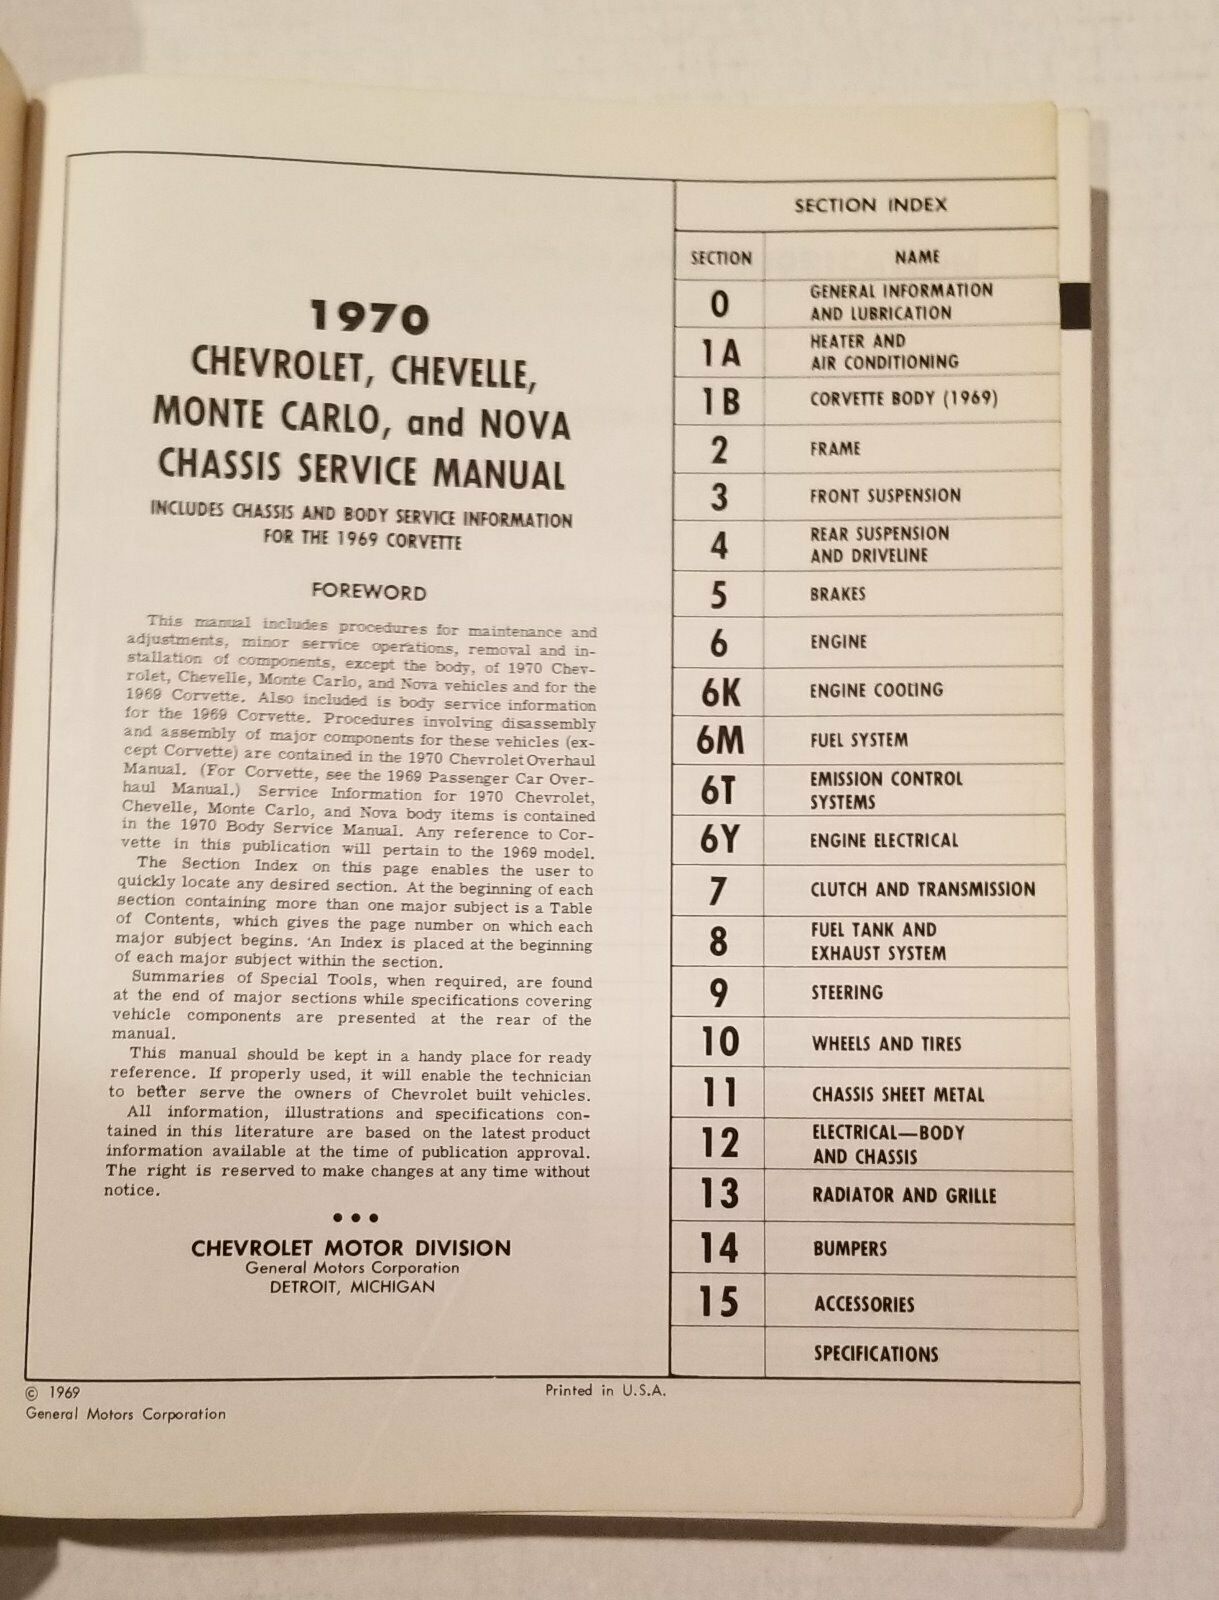 1970
CHEVROLET, CHEVELLE,
MONTE CARLO, and NOVA
CHASSIS SERVICE MANUAL
INCLUDES CHASSIS AND BODY SERVICE INFORMATION
FOR THE 1969 CORVETTE
FOREWORD
This manual includes procedures for maintenance and
adjustments, minor service operations, removal and in-
stallation of components, except the body, of 1970 Chev-
rolet, Chevelle, Monte Carlo, and Nova vehicles and for the
1969 Corvette. Also included is body service information
for the 1969 Corvette. Procedures involving disassembly
and assembly of major components for these vehicles (ex-
cept Corvette) are contained in the 1970 Chevrolet Overhaul
Manual. (For Corvette, see the 1969 Passenger Car Over-
haul Manual.) Service Information for 1970 Chevrolet,
Chevelle, Monte Carlo, and Nova body items is contained
in the 1970 Body Service Manual. Any reference to Cor-
vette in this publication will pertain to the 1969 model.
The Section Index on this page enables the user to
quickly locate any desired section. At the beginning of each
section containing more than one major subject is a Table
of Contents, which gives the page number on which each
major subject begins. An Index is placed at the beginning
of each major subject within the section.
Summaries of Special Tools, when required, are found
at the end of major sections while specifications covering
vehicle components are presented at the rear of the
manual.
This manual should be kept in a handy place for ready
reference. If properly used, it will enable the technician
to better serve the owners of Chevrolet built vehicles.
All information, illustrations and specifications con-
tained in this literature are based on the latest product
information available at the time of publication approval.
The right is reserved to make changes at any time without
notice.
• • •
CHEVROLET MOTOR DIVISION
General Motors Corporation
DETROIT, MICHIGAN
SECTION INDEX
SECTION NAME
0 GENERAL INFORMATION
AND LUBRICATION
1A HEATER AND
AIR CONDITIONING
1B CORVETTE BODY (1969)
2 FRAME
3 FRONT SUSPENSION
4 REAR SUSPENSION
AND DRIVELINE
5 BRAKES
6 ENGINE
6K ENGINE COOLING
6M FUEL SYSTEM
6T EMISSION CONTROL
SYSTEMS
6Y ENGINE ELECTRICAL
7 CLUTCH AND TRANSMISSION
8 FUEL TANK AND
EXHAUST SYSTEM
9 STEERING
10 WHEELS AND TIRES
11 CHASSIS SHEET METAL
12 ELECTRICAL—BODY
AND CHASSIS
13 RADIATOR AND GRILLE
14 BUMPERS
15 ACCESSORIES
SPECIFICATIONS
© 1969
General Motors Corporation
Printed in U.S.A.